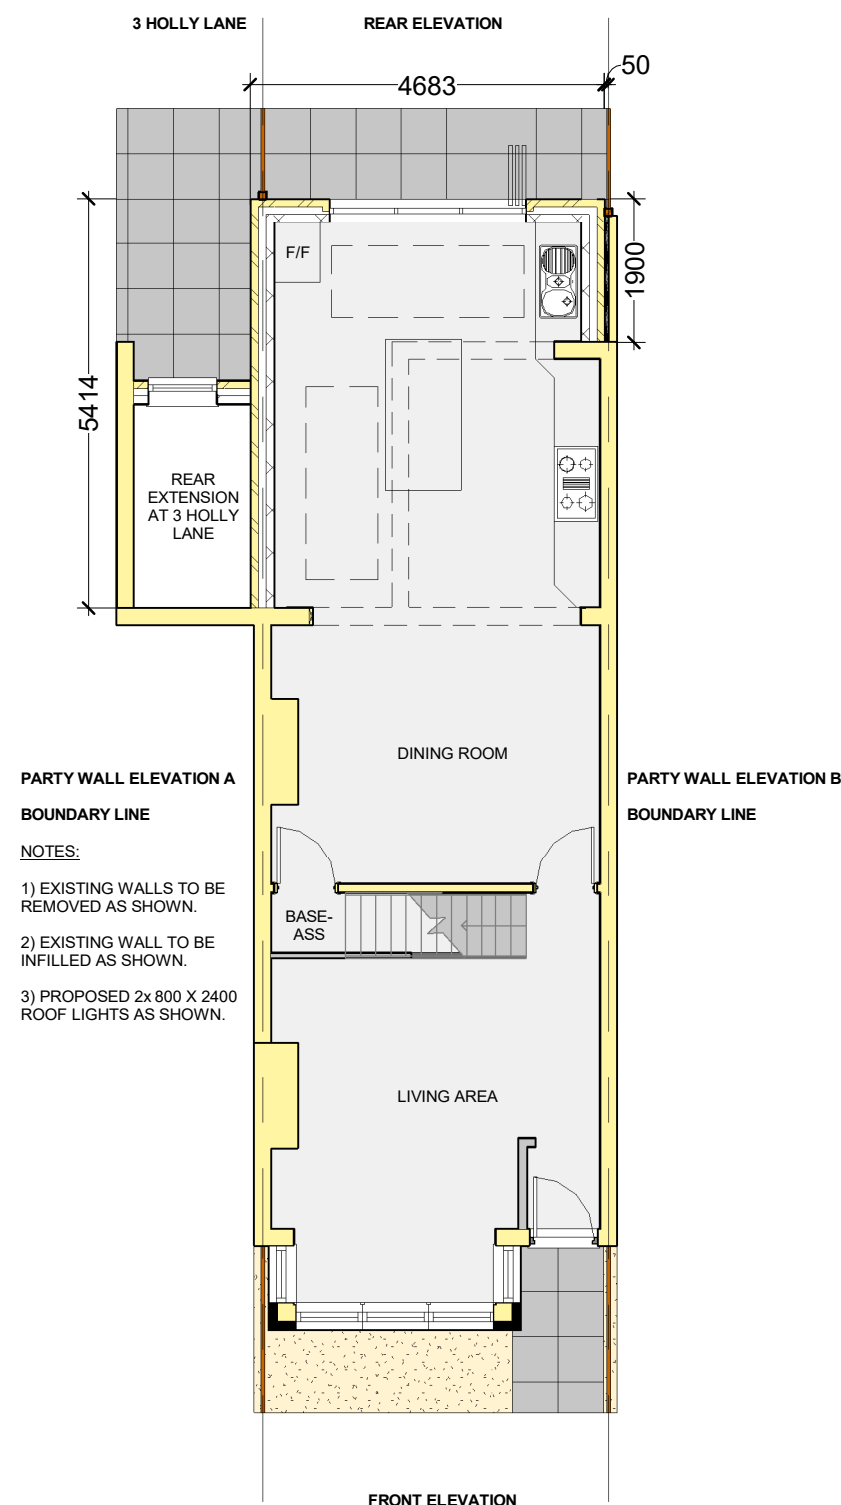 3 HOLLY LANE
REAR ELEVATION
50
4683
F/F
1900
5414
REAR
EXTENSION
AT 3 HOLLY
LANE
DINING ROOM
PARTY WALL ELEVATION A
BOUNDARY LINE
PARTY WALL ELEVATION B
BOUNDARY LINE
NOTES:
1) EXISTING WALLS TO BE
REMOVED AS SHOWN.
2) EXISTING WALL TO BE
INFILLED AS SHOWN.
3) PROPOSED 2x 800 X 2400
ROOF LIGHTS AS SHOWN.
BASE-
ASS
LIVING AREA
FRONT ELEVATION